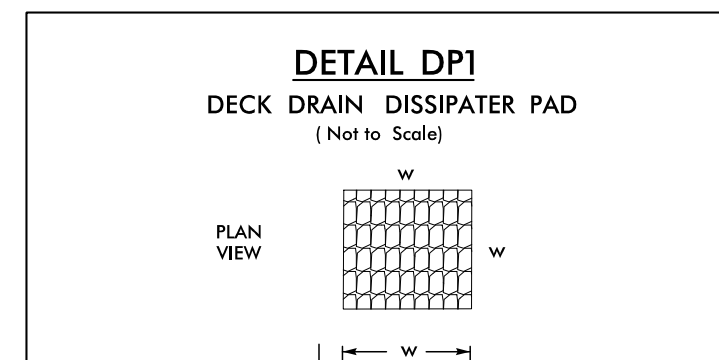 DETAIL DP1
DECK DRAIN DISSIPATER PAD
( Not to Scale)
w
PLAN
VIEW
w
w